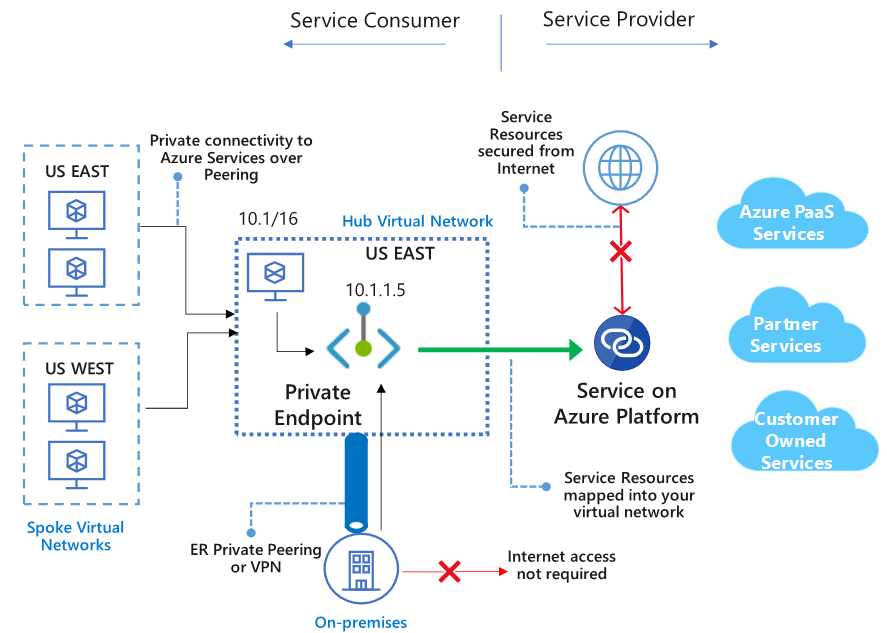 Service Consumer
Service Provider
Service
Resources
secured from
Internet
Private connectivity to
Azure Services over
Peering
US EAST
10.1/16
Hub Virtual Network
US EAST
10.1.1.5
Azure PaaS
Services
Partner
Services
US WEST
Private
Endpoint
Service on
Azure Platform
Customer
Owned
Services
Service Resources
mapped into your
virtual network
Spoke Virtual
Networks
ER Private Peering
or VPN
Internet access
not required
On-premises